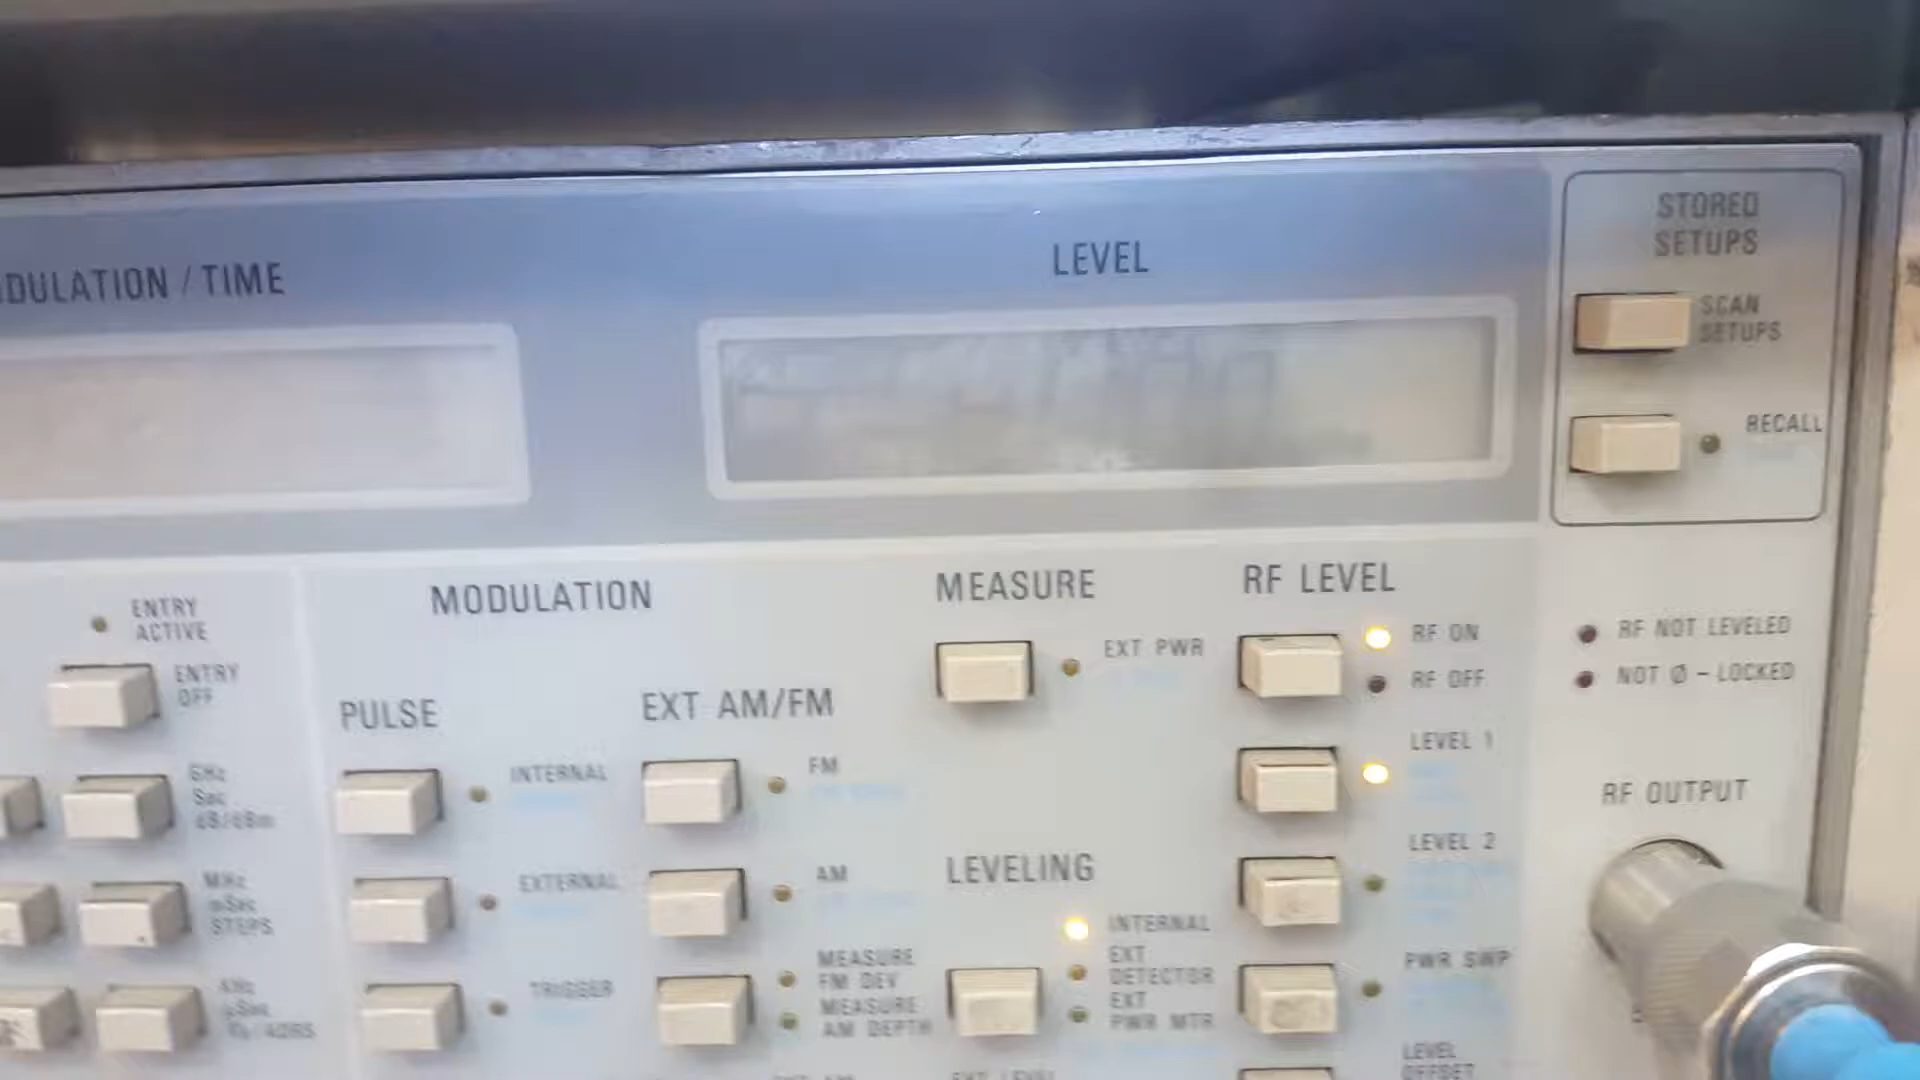 STORED
SETUPS
LEVEL
DULATION / TIME
SCAN
SETUPS
RECALL
ENTRY
ACTIVE
MODULATION
MEASURE
RF LEVEL
ENTRY
OFF
EXT PWR
RF ON
RF OFF
RF NOT LEVELED
NOT Ø - LOCKED
PULSE
EXT AM/FM
LEVEL 1
GHz
Sec
dB/dBm
INTERNAL
FM
RF OUTPUT
LEVEL 2
MHz
mSec
STEPS
EXTERNAL
AM
LEVELING
INTERNAL
EXT
DETECTOR
EXT
PWR MTR
PWR SWP
KHz
µSec
TRIGGER
MEASURE
FM DEV
MEASURE
AM DEPTH
LEVEL
OFFSET